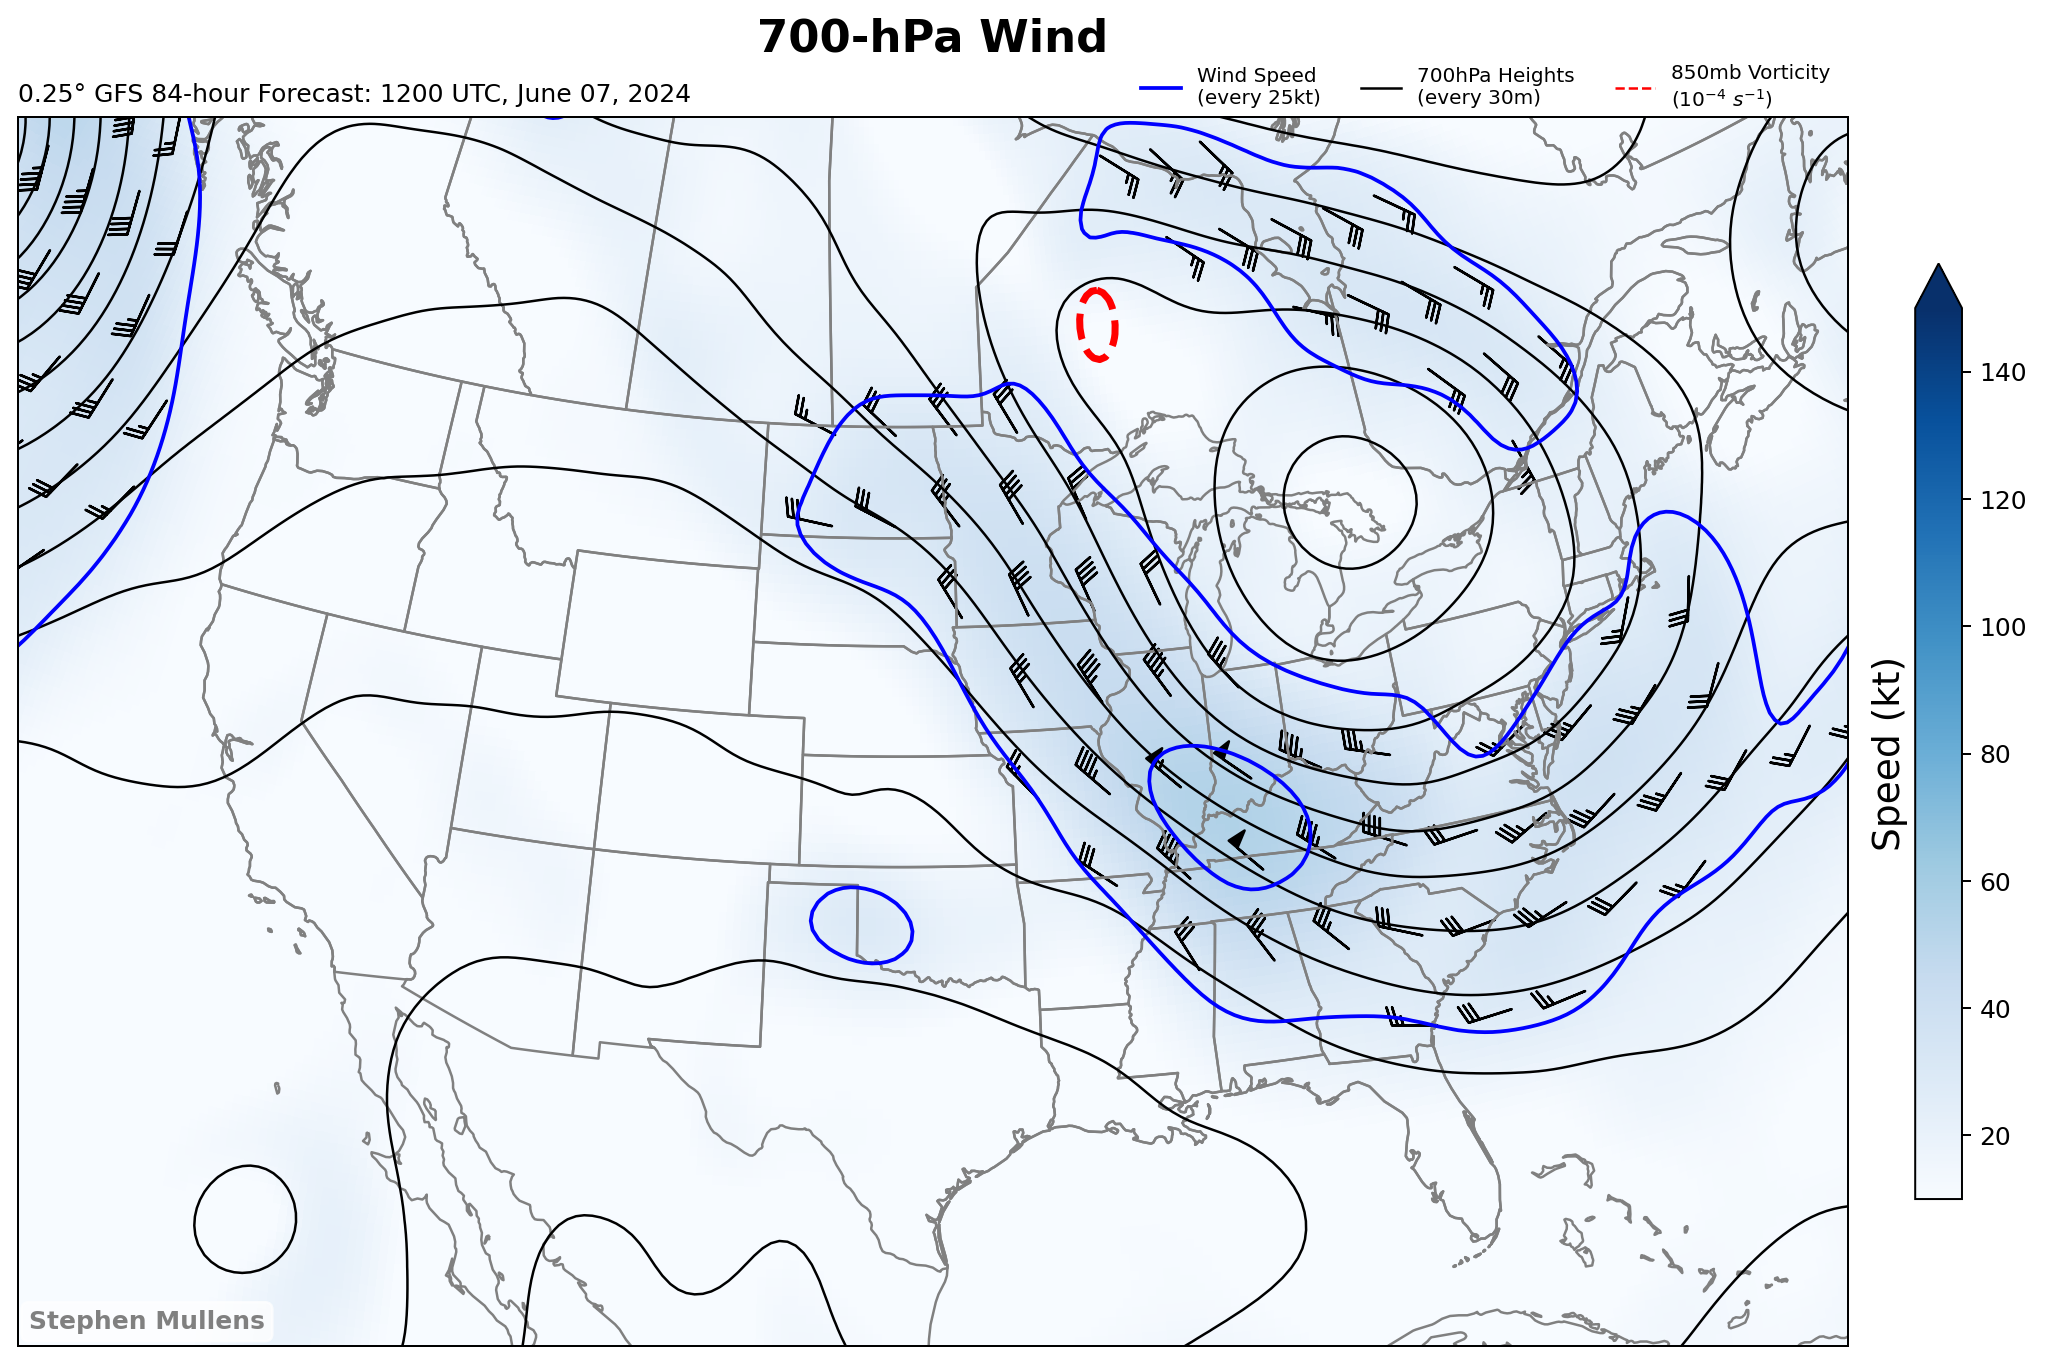 700-hPa Wind
0.25° GFS 84-hour Forecast: 1200 UTC, June 07, 2024
Wind Speed
(every 25kt)
700hPa Heights
(every 30m)
850mb Vorticity
(10⁻⁴ s⁻¹)
140
120
100
80
60
40
20
Speed (kt)
Stephen Mullens